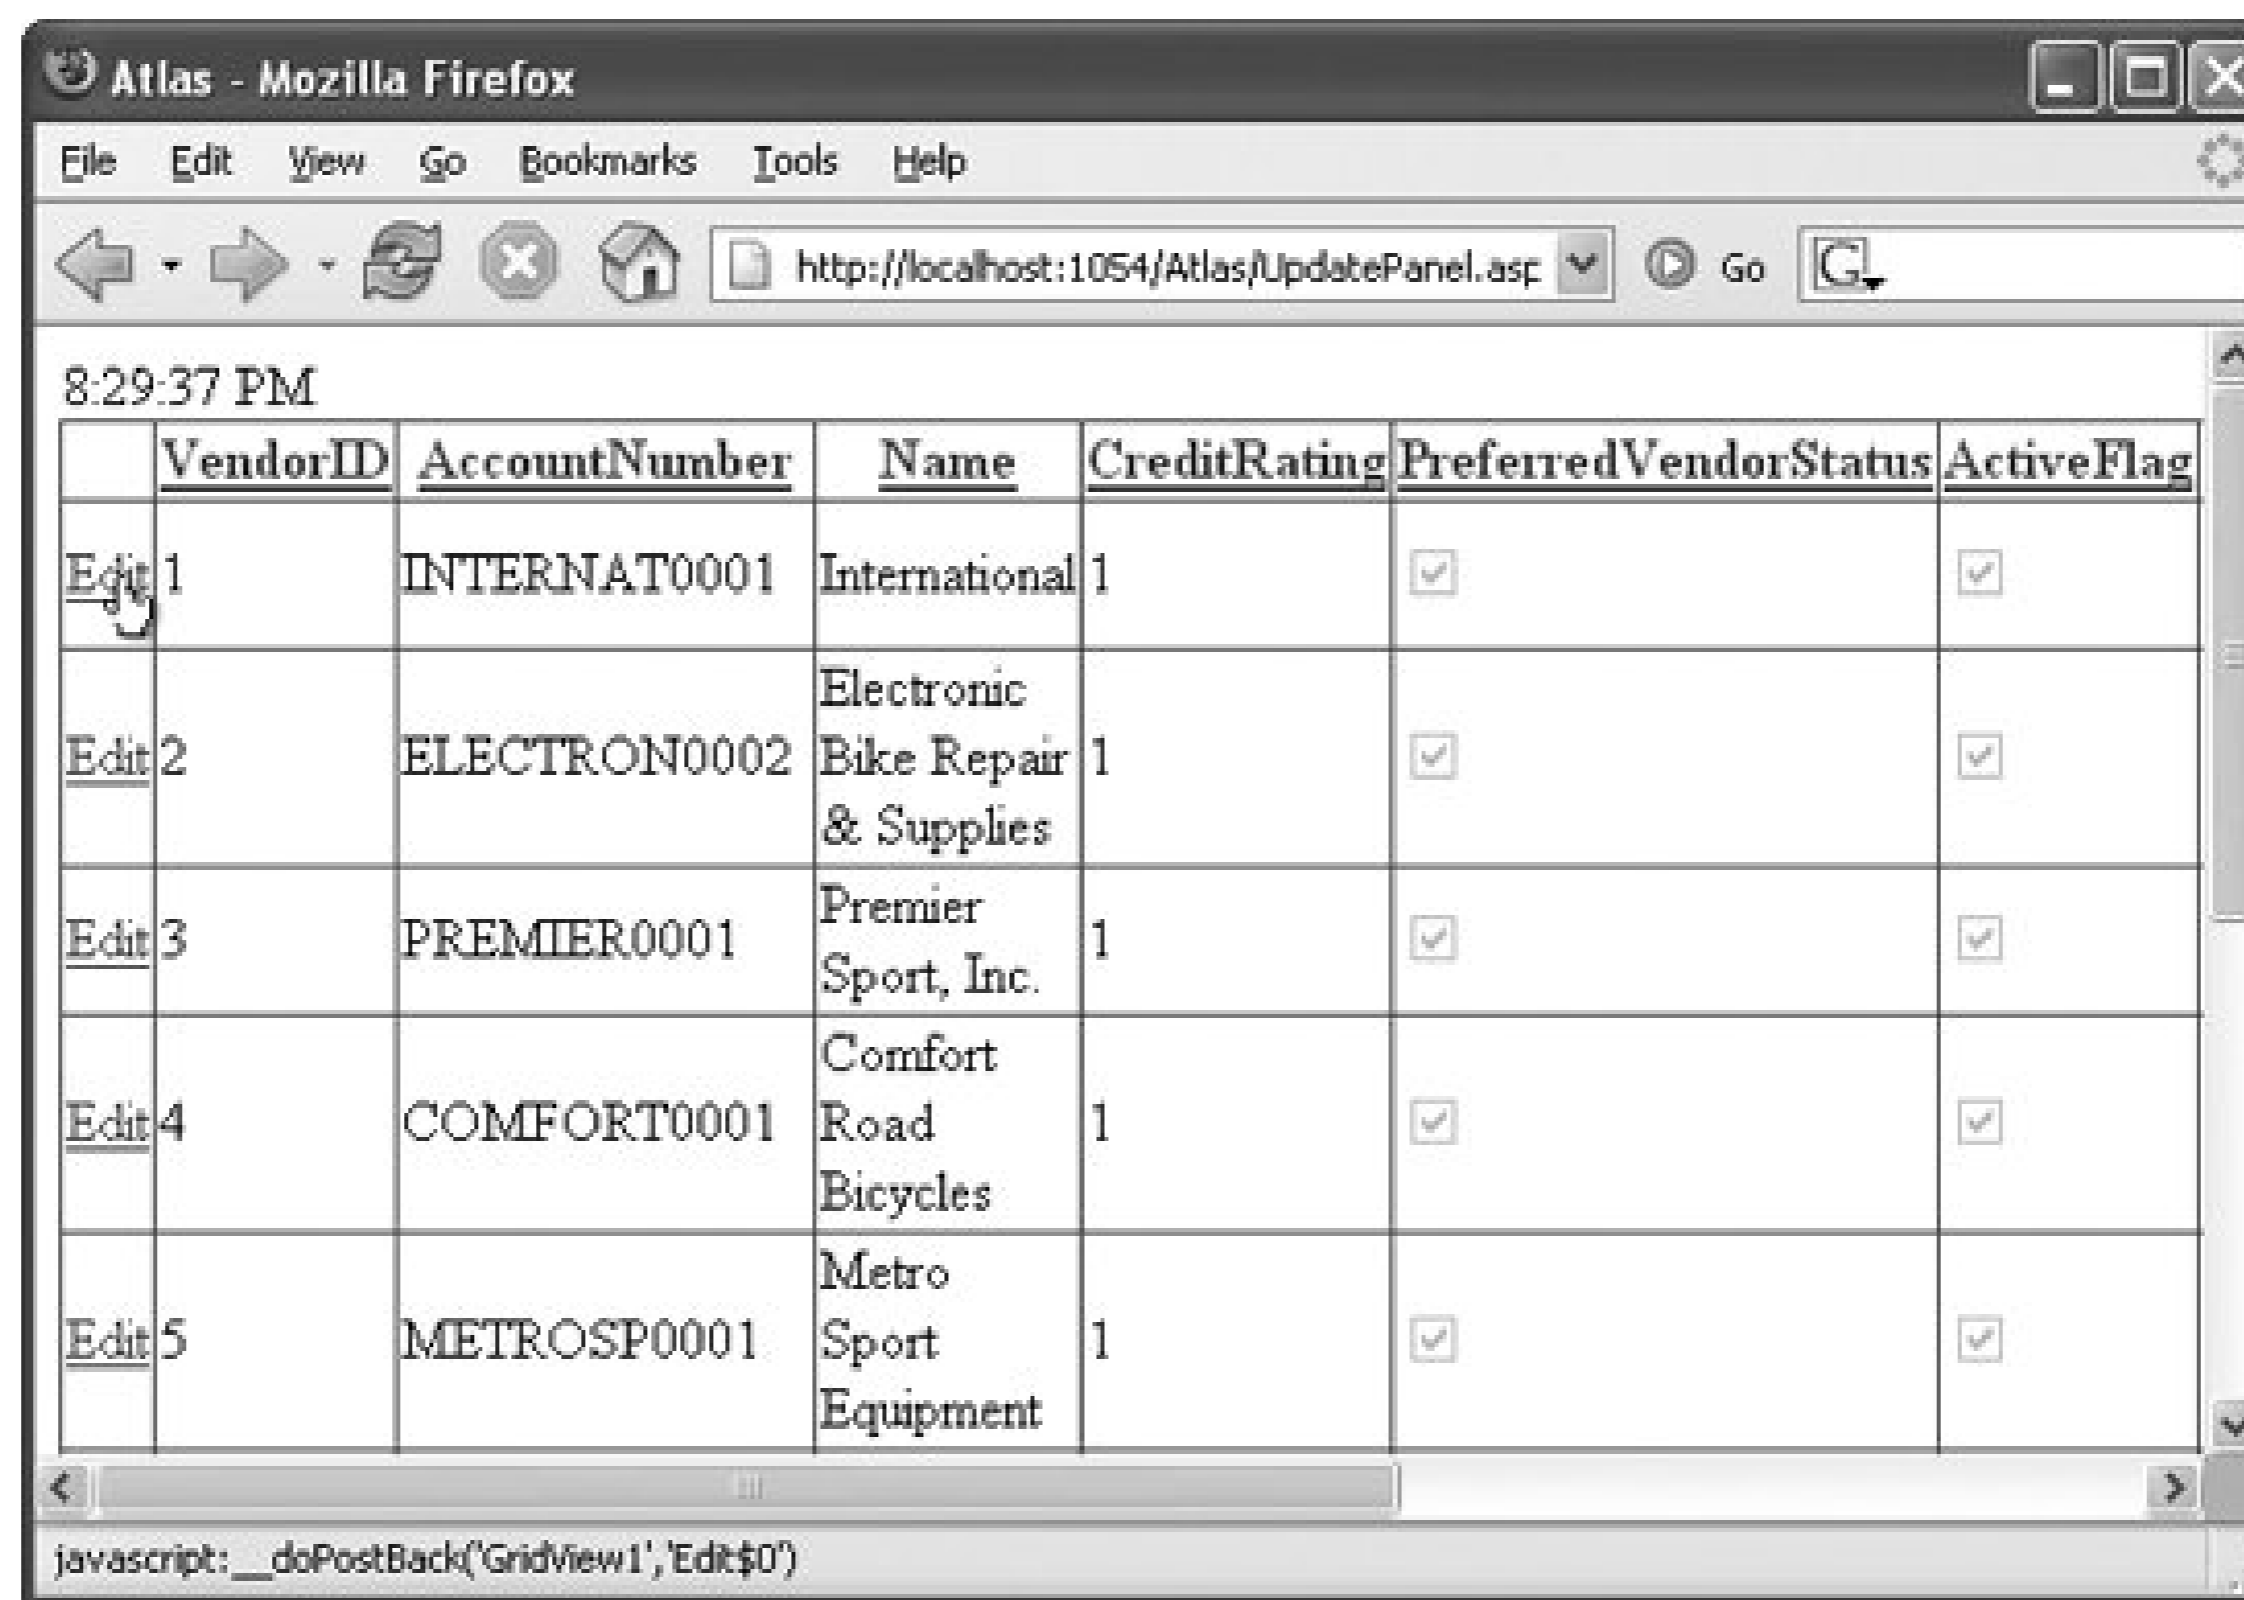 Atlas - Mozilla Firefox
File Edit View Go Bookmarks Tools Help
http://localhost:1054/Atlas/UpdatePanel.asp Go G
8:29:37 PM
VendorID AccountNumber Name CreditRating PreferredVendorStatus ActiveFlag
Edit 1 INTERNAT0001 International 1
Electronic
Edit 2 ELECTRON0002 Bike Repair 1
& Supplies
Premier
Edit 3 PREMIER0001 1
Sport, Inc.
Comfort
Edit 4 COMFORT0001 Road 1
Bicycles
Metro
Edit 5 METROSP0001 Sport 1
Equipment
javascript:__doPostBack('GridView1','Edit$0')